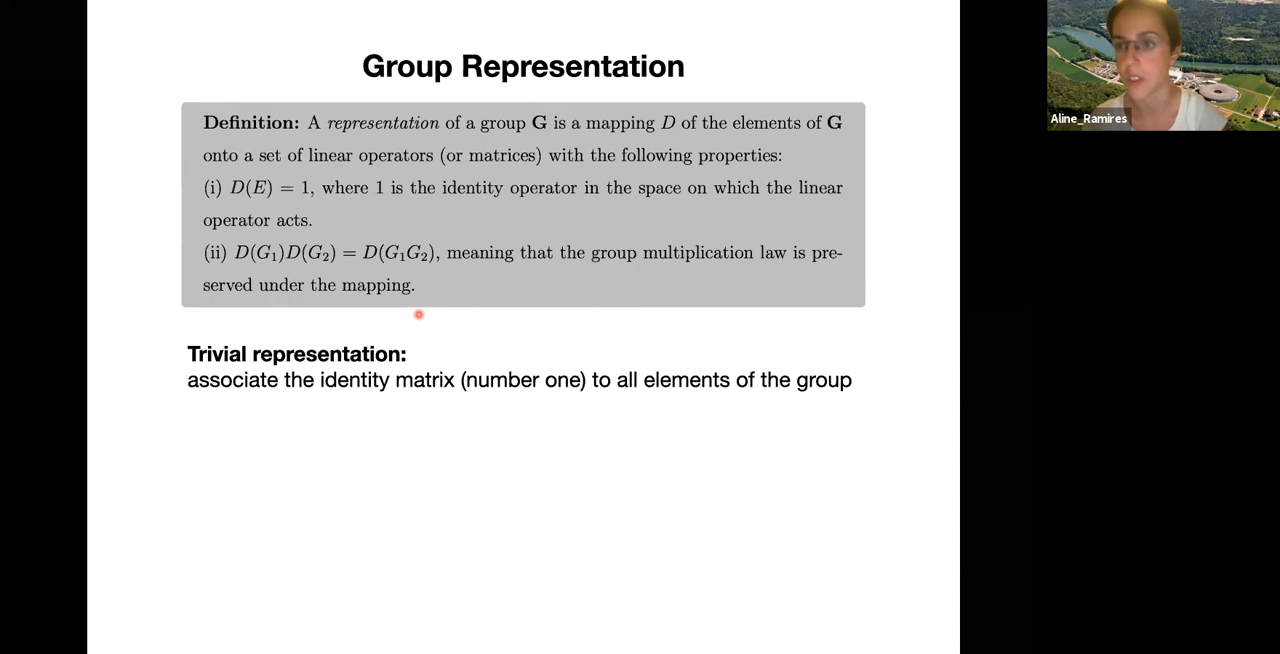 Group Representation
Definition: A representation of a group G is a mapping D of the elements of G
onto a set of linear operators (or matrices) with the following properties:
(i) D(E) = 1, where 1 is the identity operator in the space on which the linear
operator acts.
(ii) D(G₁)D(G₂) = D(G₁G₂), meaning that the group multiplication law is pre-
served under the mapping.
Trivial representation:
associate the identity matrix (number one) to all elements of the group
Aline_Ramires